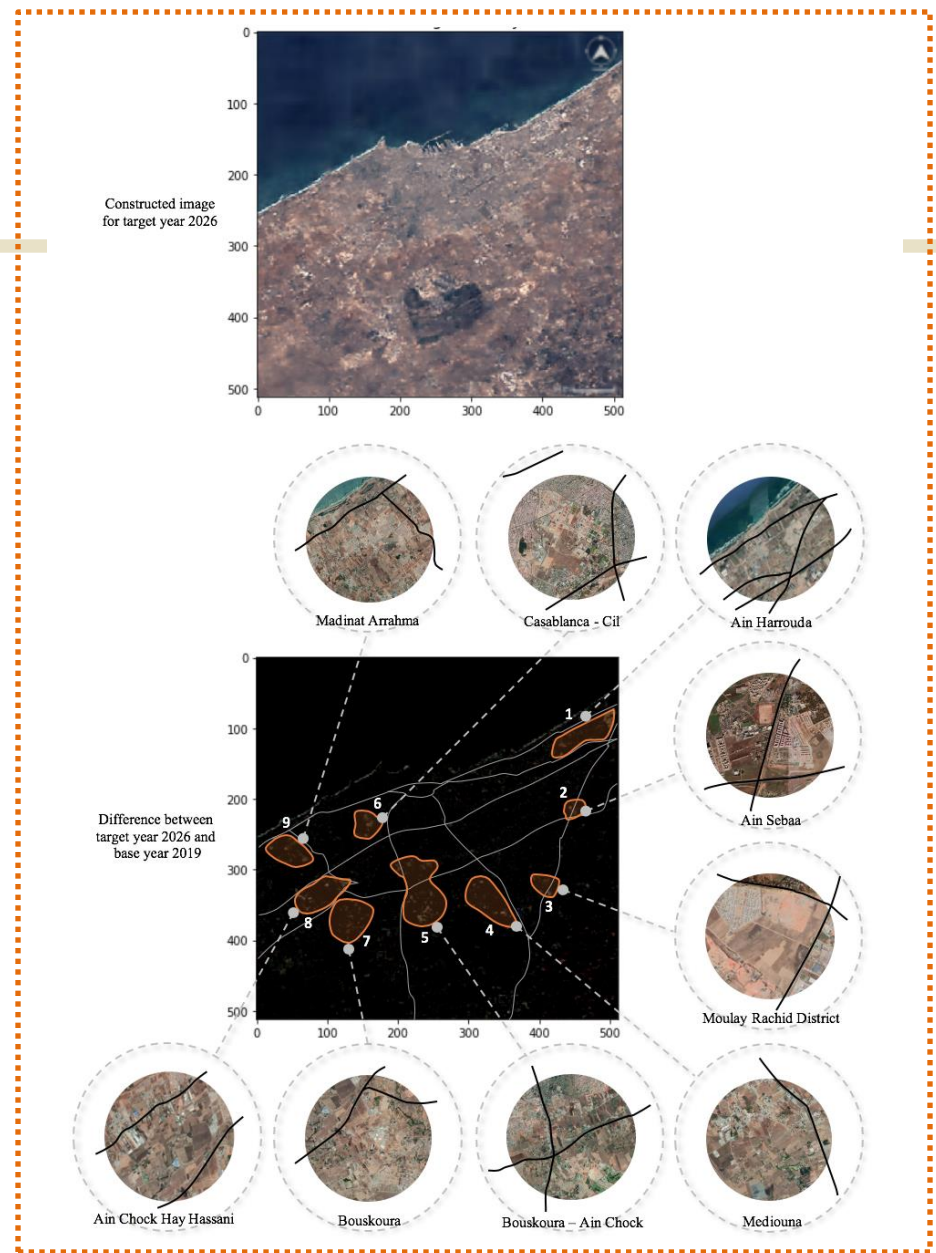 0
100
200
300
400
500
0 100 200 300 400 500
Constructed image
for target year 2026
Madinat Arrahma
Casablanca - Cil
Ain Harrouda
0
100
200
300
400
500
0 100 200 300 400 500
1
2
3
4
5
6
7
8
9
Difference between
target year 2026 and
base year 2019
Ain Sebaa
Moulay Rachid District
Ain Chock Hay Hassani
Bouskoura
Bouskoura – Ain Chock
Mediouna